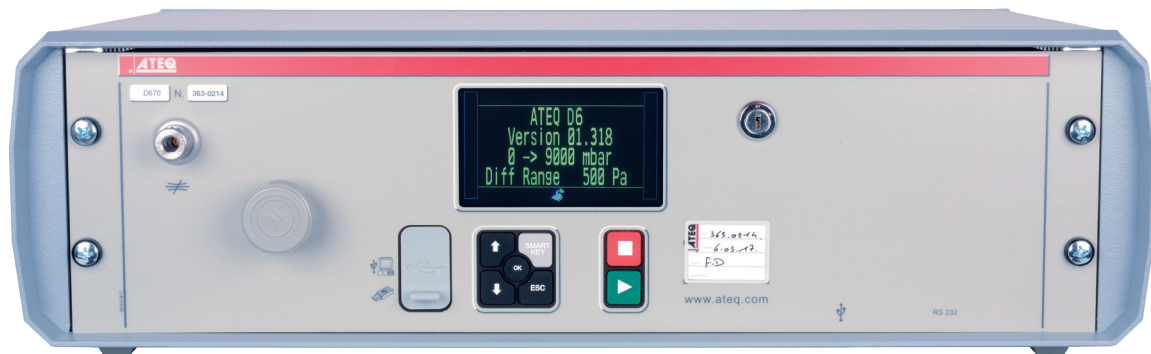 ATEQ
D670 N. 363-0214
ATEQ D6
Version 01.318
0 -> 9000 mbar
Diff Range 500 Pa
SMART
KEY
OK
ESC
ATEQ
363.0214.
6.03.17.
F.D
www.ateq.com
RS 232